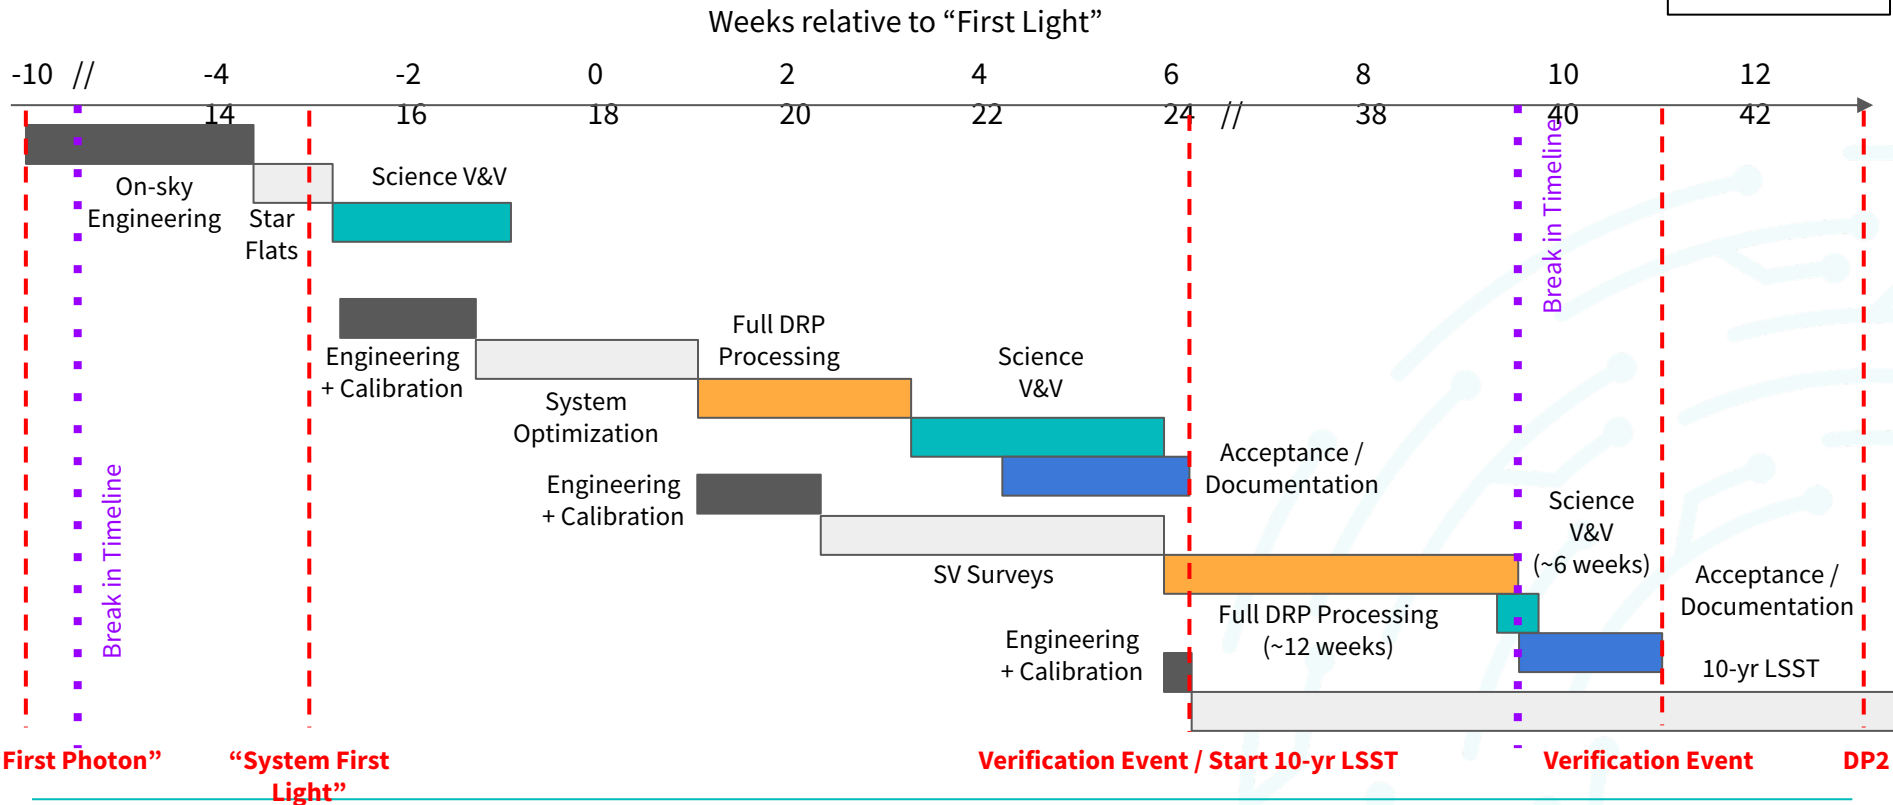 Weeks relative to “First Light”
-10 // -4 -2 0 2 4 6 8 10 12
14 16 18 20 22 24 // 38 40 42
On-sky
Engineering
Star
Flats
Science V&V
Break in Timeline
Engineering
+ Calibration
System
Optimization
Full DRP
Processing
Science
V&V
Acceptance /
Documentation
Engineering
+ Calibration
SV Surveys
Full DRP Processing
(~12 weeks)
Science
V&V
(~6 weeks)
Acceptance /
Documentation
Engineering
+ Calibration
10-yr LSST
Break in Timeline
First Photon”
“System First
Light”
Verification Event / Start 10-yr LSST
Verification Event
DP2